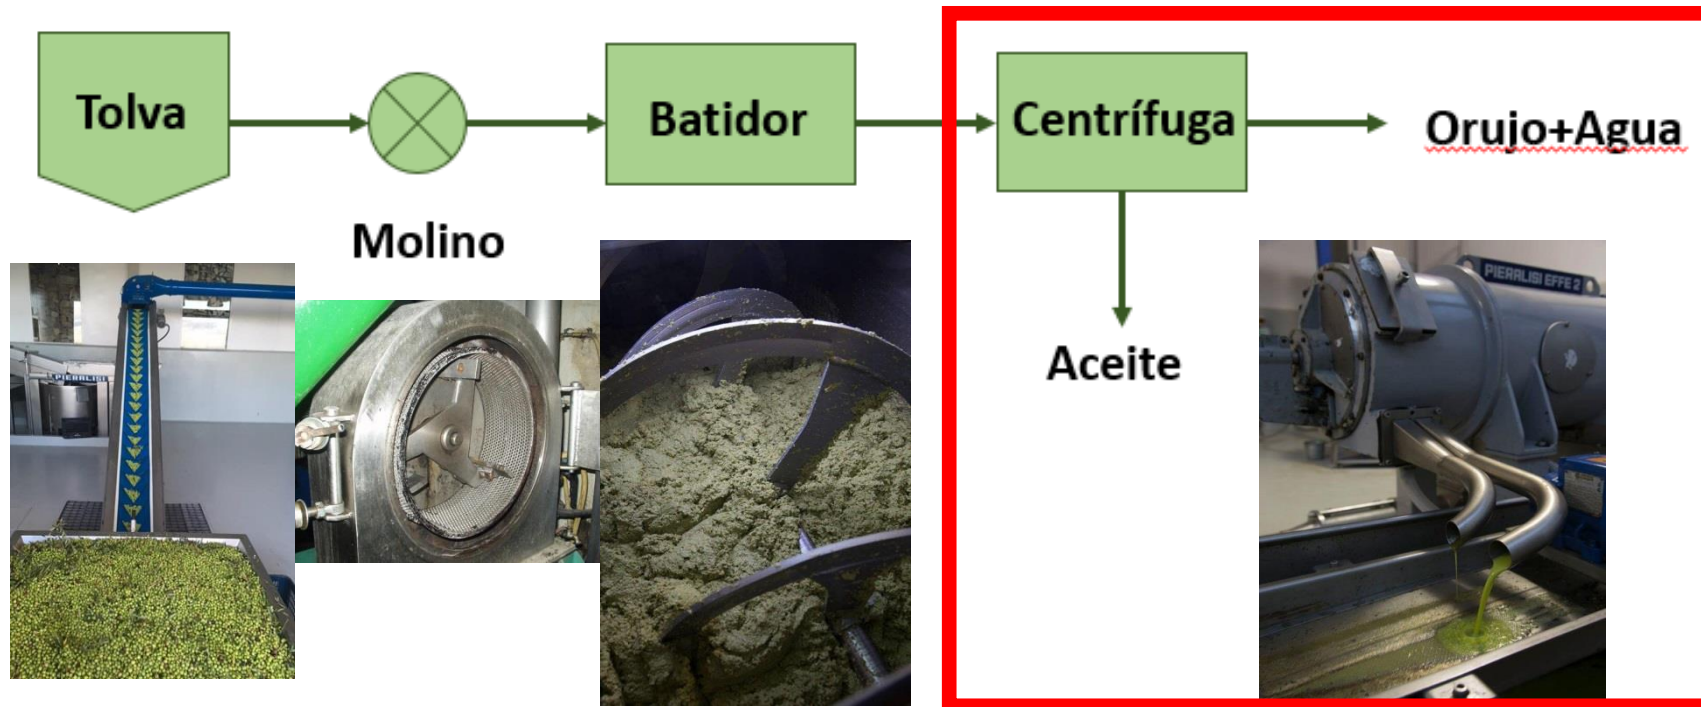 Tolva
Molino
Batidor
Centrífuga
Orujo+Agua
Aceite
PIERALISI
PIERALISI EFFE 2